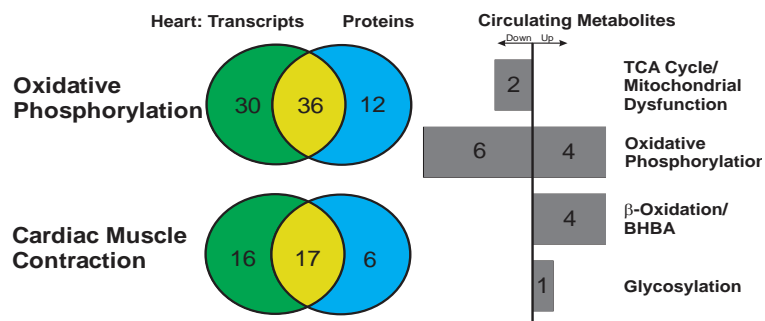 Heart: Transcripts Proteins
Circulating Metabolites
Down Up
Oxidative
Phosphorylation
30 36 12
2
TCA Cycle/
Mitochondrial
Dysfunction
6 4
Oxidative
Phosphorylation
Cardiac Muscle
Contraction
16 17 6
4
β-Oxidation/
BHBA
1
Glycosylation